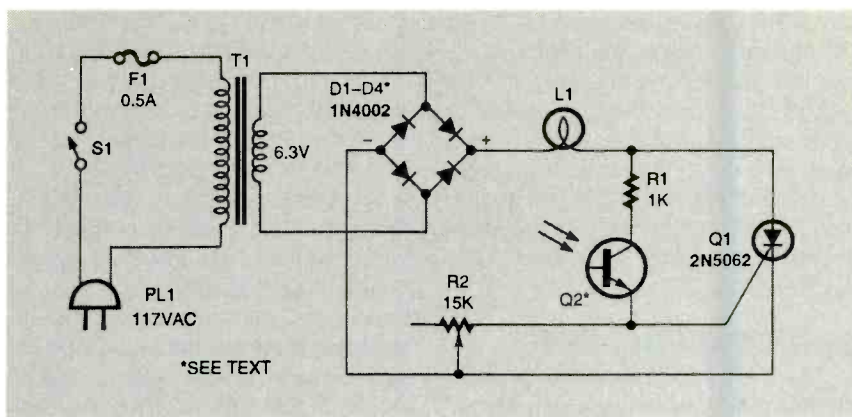 F1
0.5A
T1
S1
PL1
117VAC
6.3V
D1–D4*
1N4002
−
+
L1
R1
1K
Q1
2N5062
Q2*
R2
15K
*SEE TEXT